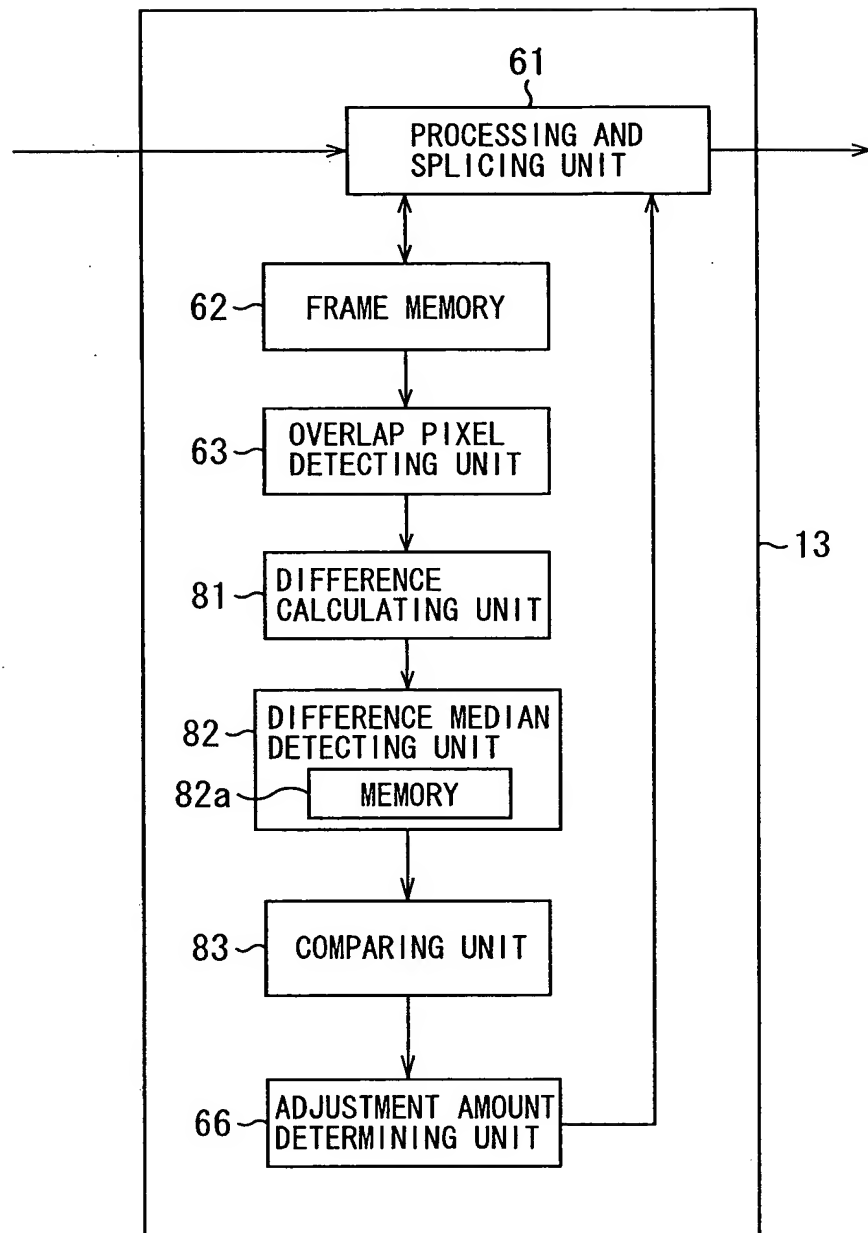 61
PROCESSING AND
SPLICING UNIT
62
FRAME MEMORY
63
OVERLAP PIXEL
DETECTING UNIT
13
81
DIFFERENCE
CALCULATING UNIT
82
DIFFERENCE MEDIAN
DETECTING UNIT
82a
MEMORY
83
COMPARING UNIT
66
ADJUSTMENT AMOUNT
DETERMINING UNIT